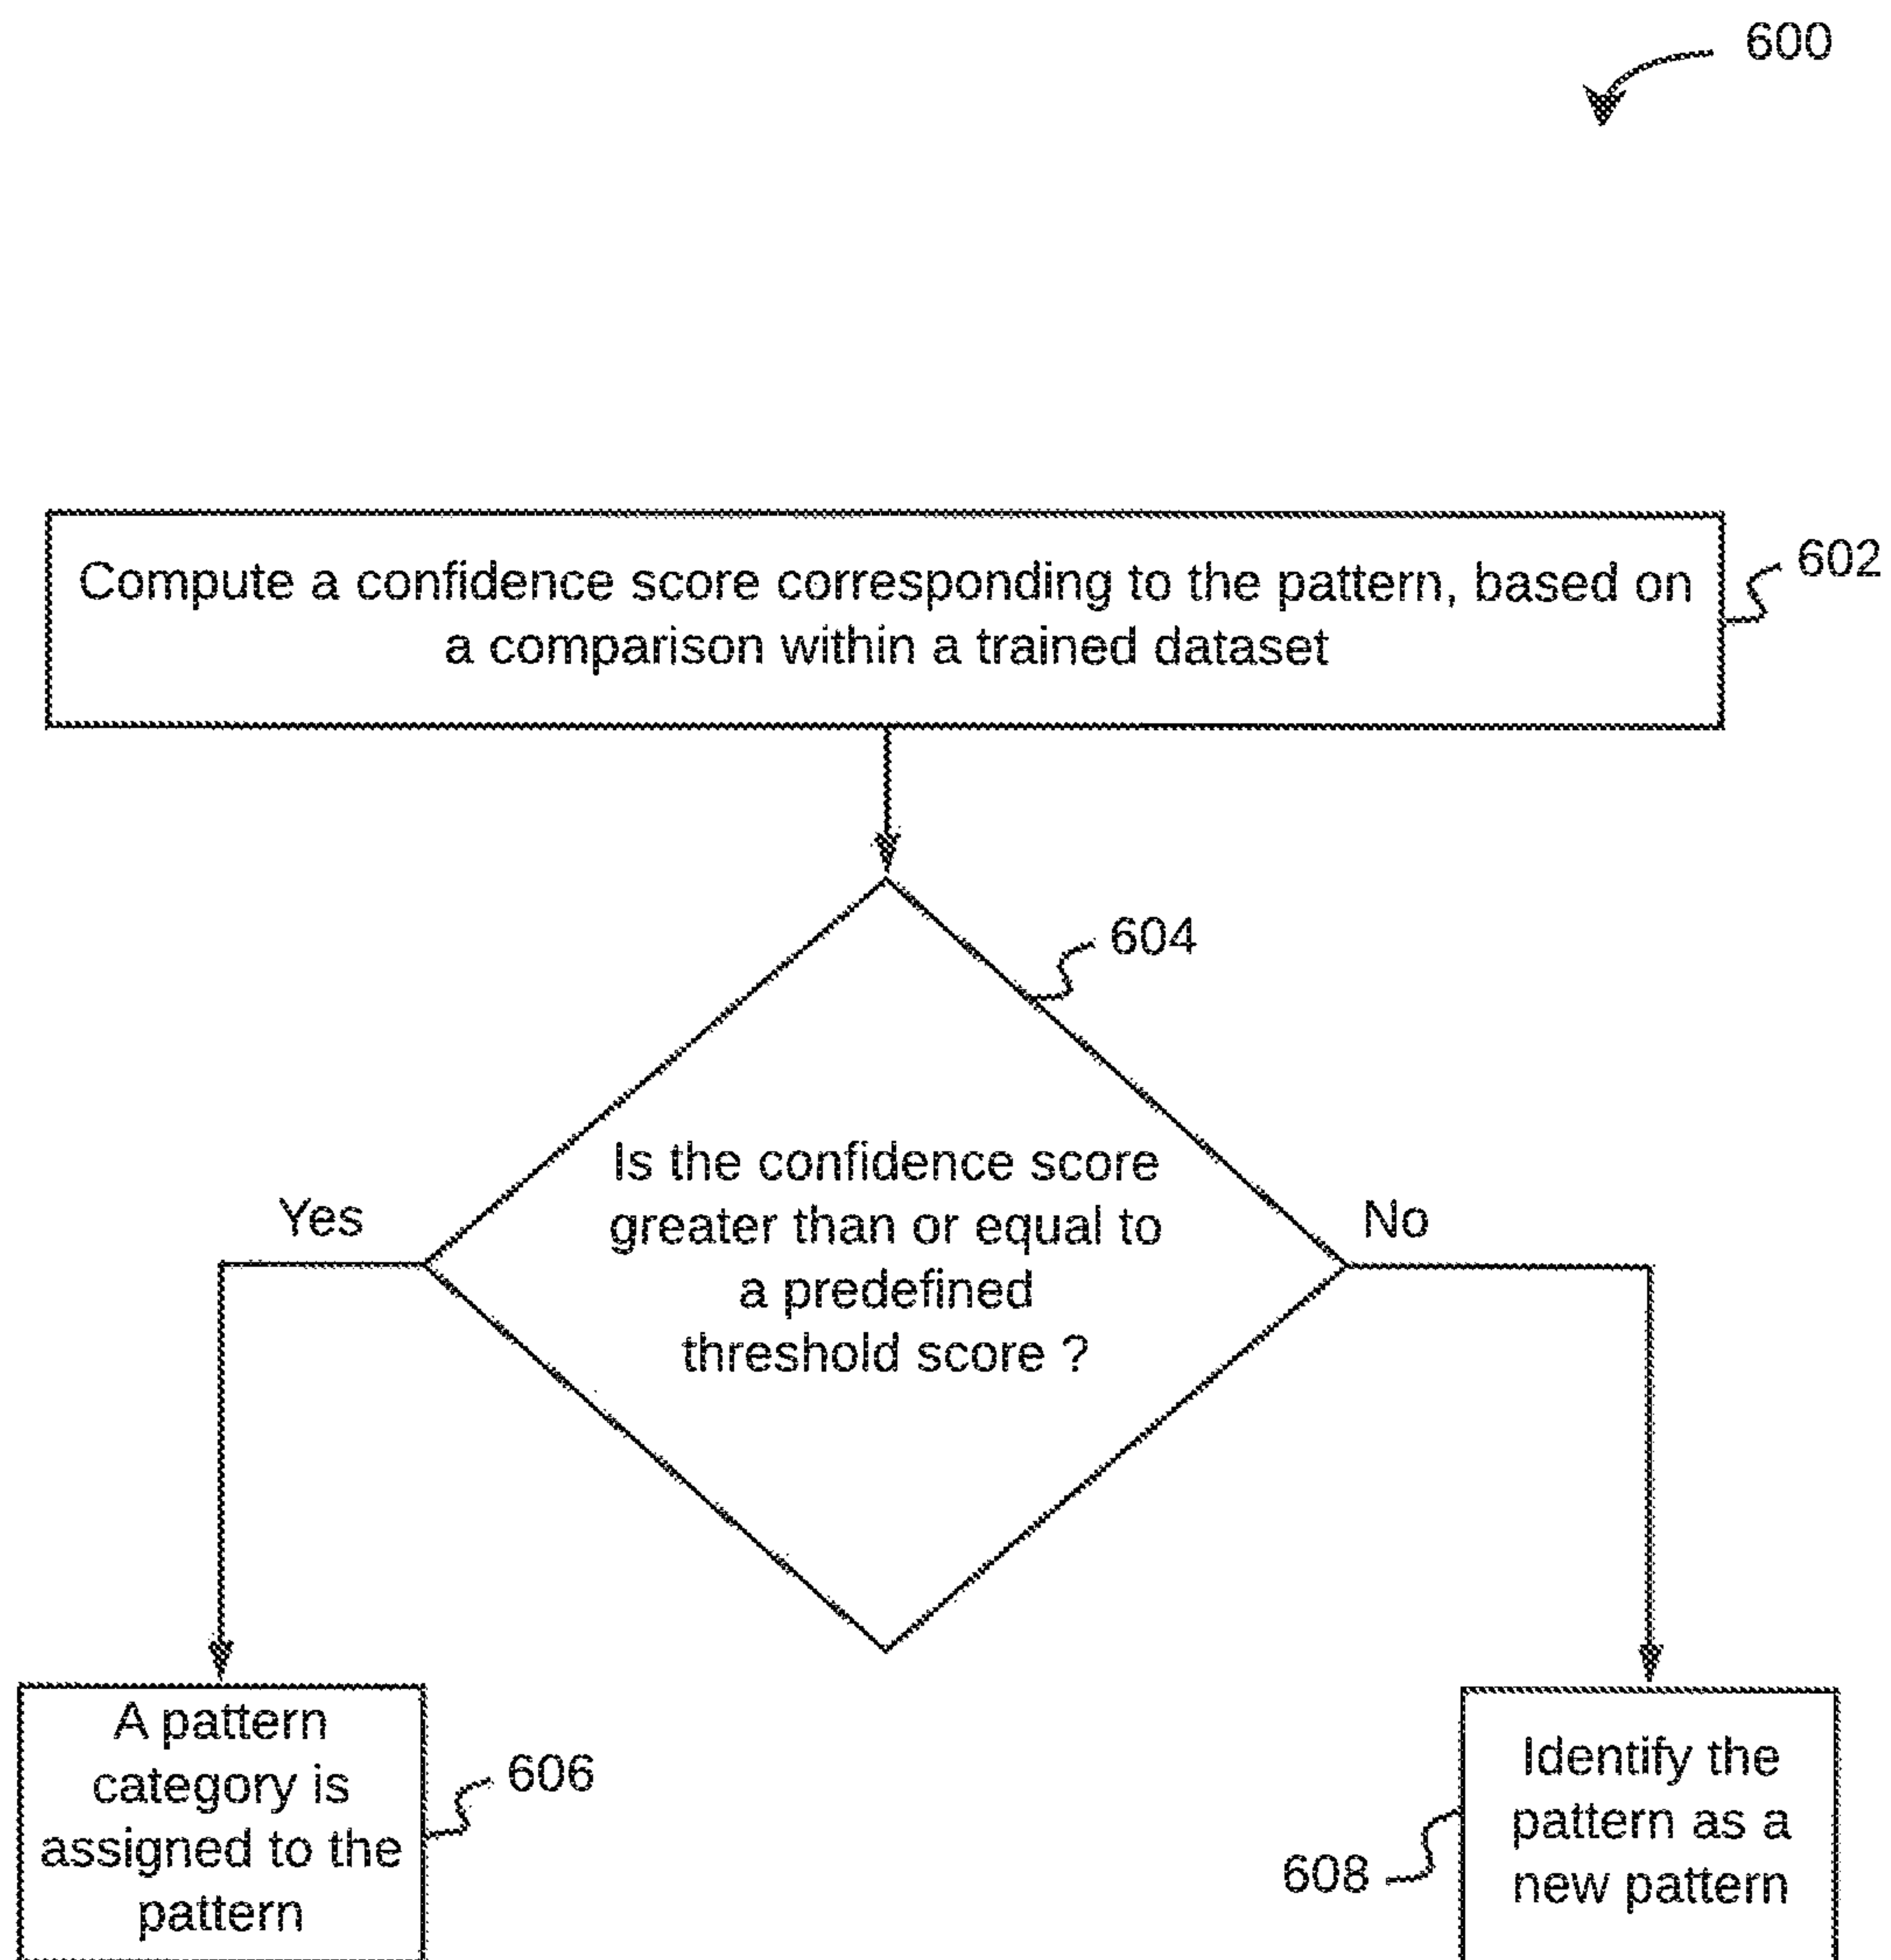 600
Compute a confidence score corresponding to the pattern, based on
a comparison within a trained dataset
602
604
Is the confidence score
greater than or equal to
a predefined
threshold score ?
Yes
No
A pattern
category is
assigned to the
pattern
606
Identify the
pattern as a
new pattern
608